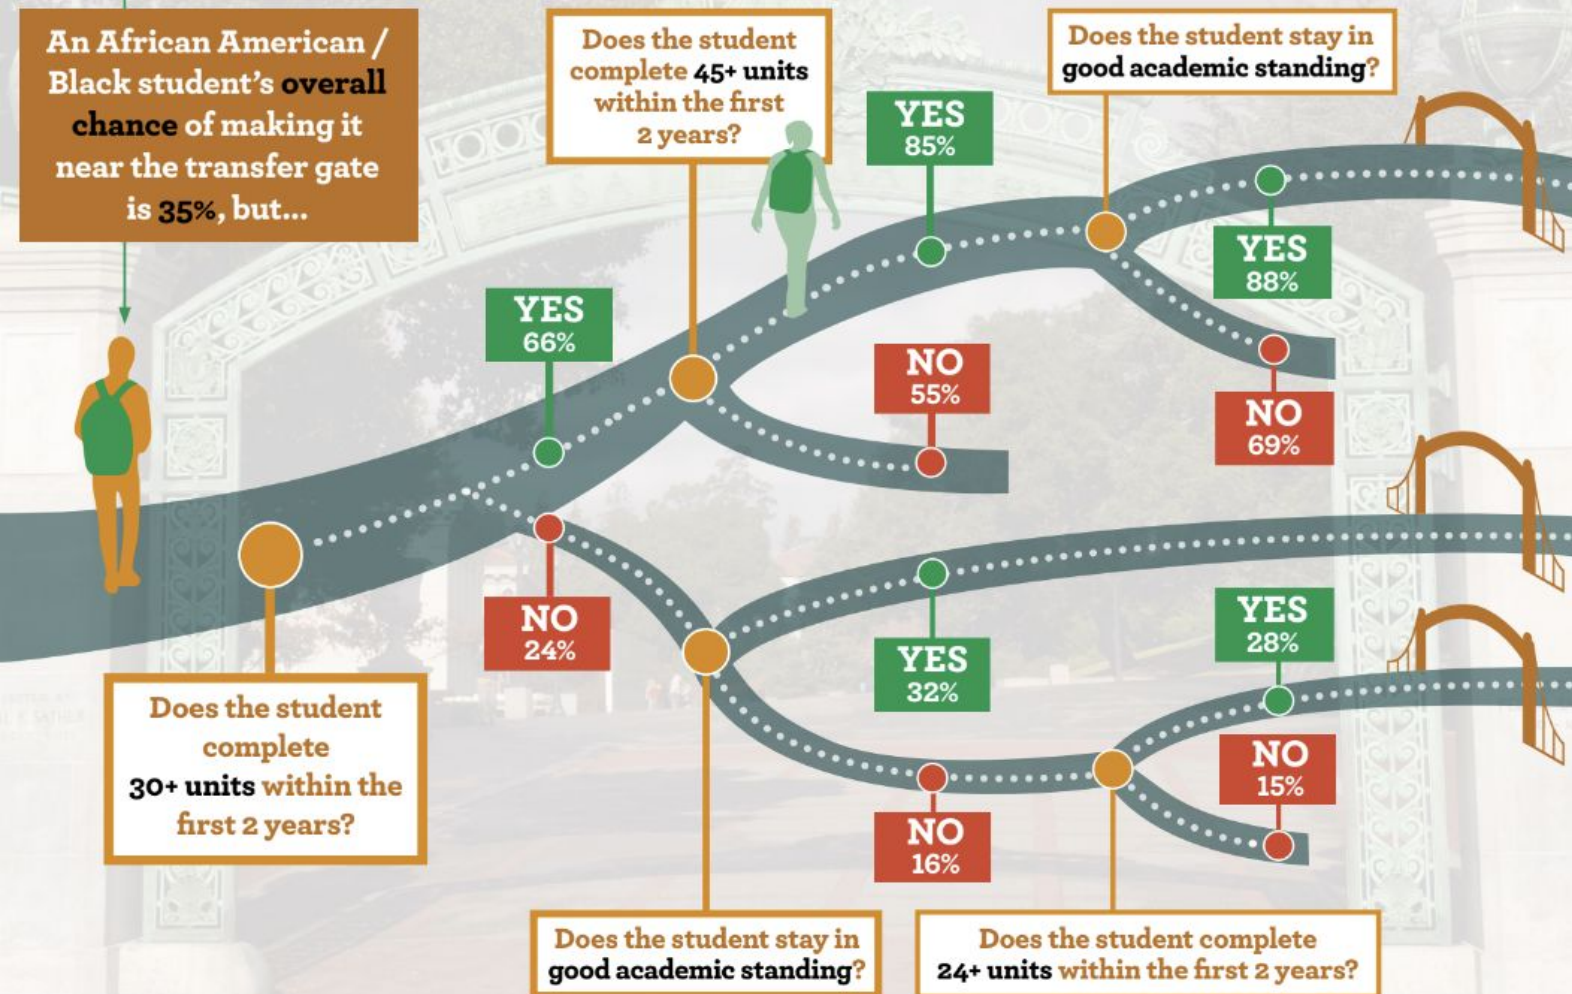 An African American /
Black student's overall
chance of making it
near the transfer gate
is 35%, but...
Does the student
complete
30+ units within the
first 2 years?
YES
66%
NO
24%
Does the student
complete 45+ units
within the first
2 years?
YES
85%
NO
55%
Does the student stay in
good academic standing?
YES
88%
NO
69%
Does the student stay in
good academic standing?
YES
32%
NO
16%
Does the student complete
24+ units within the first 2 years?
YES
28%
NO
15%